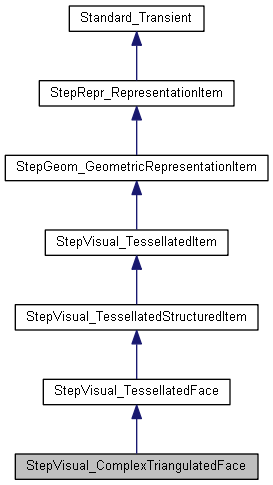 Standard_Transient
StepRepr_RepresentationItem
StepGeom_GeometricRepresentationItem
StepVisual_TessellatedItem
StepVisual_TessellatedStructuredItem
StepVisual_TessellatedFace
StepVisual_ComplexTriangulatedFace